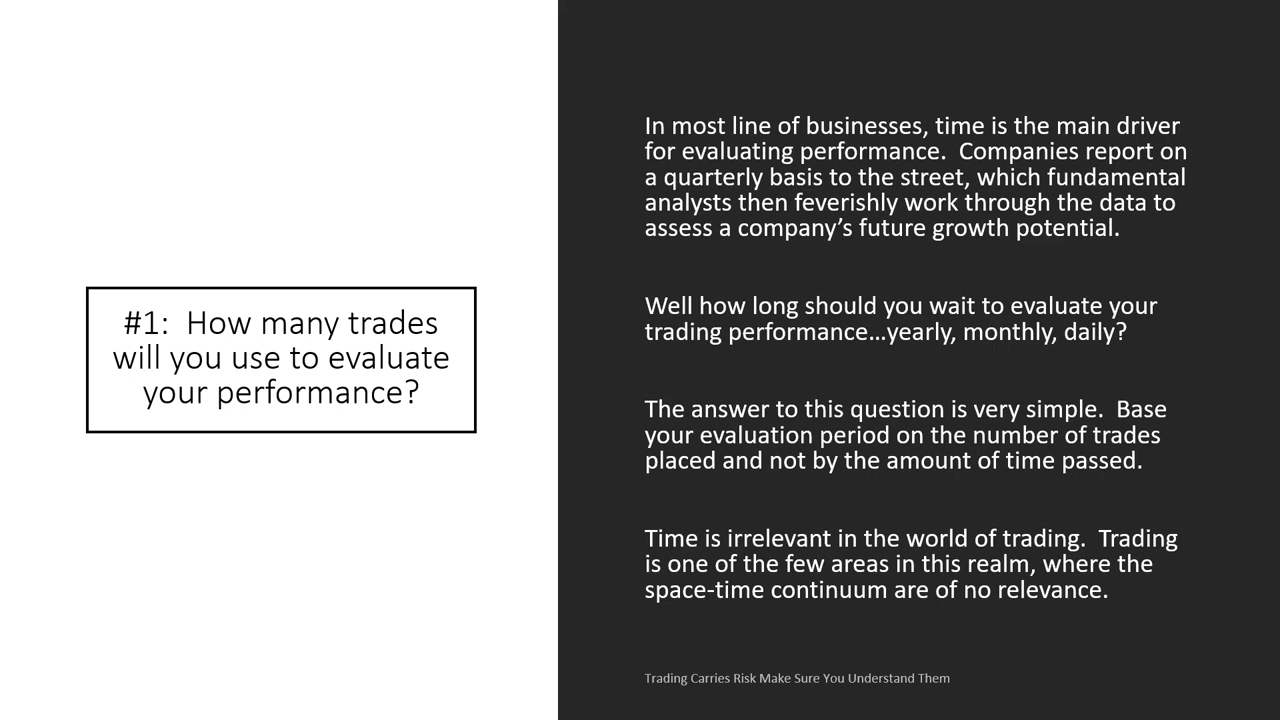 #1:  How many trades
will you use to evaluate
your performance?
In most line of businesses, time is the main driver
for evaluating performance.  Companies report on
a quarterly basis to the street, which fundamental
analysts then feverishly work through the data to
assess a company’s future growth potential.
Well how long should you wait to evaluate your
trading performance…yearly, monthly, daily?
The answer to this question is very simple.  Base
your evaluation period on the number of trades
placed and not by the amount of time passed.
Time is irrelevant in the world of trading.  Trading
is one of the few areas in this realm, where the
space-time continuum are of no relevance.
Trading Carries Risk Make Sure You Understand Them